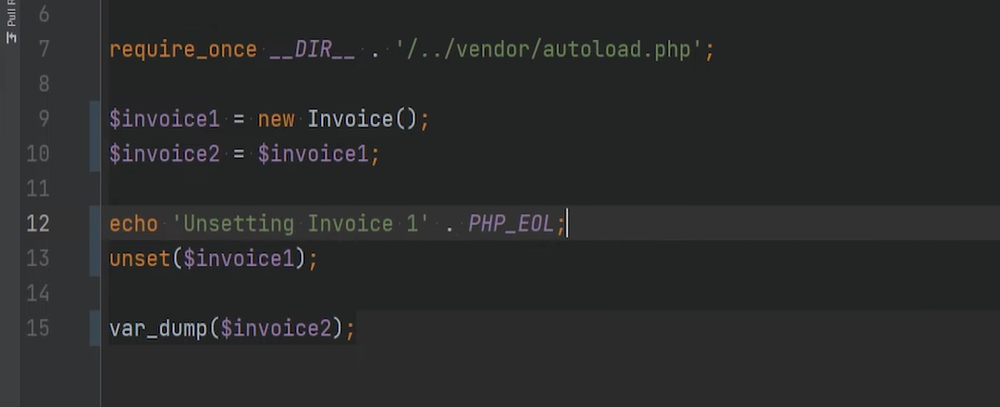 Pull R
6
7 require_once __DIR__ . '/../vendor/autoload.php';
8
9 $invoice1 = new Invoice();
10 $invoice2 = $invoice1;
11
12 echo 'Unsetting Invoice 1' . PHP_EOL;
13 unset($invoice1);
14
15 var_dump($invoice2);